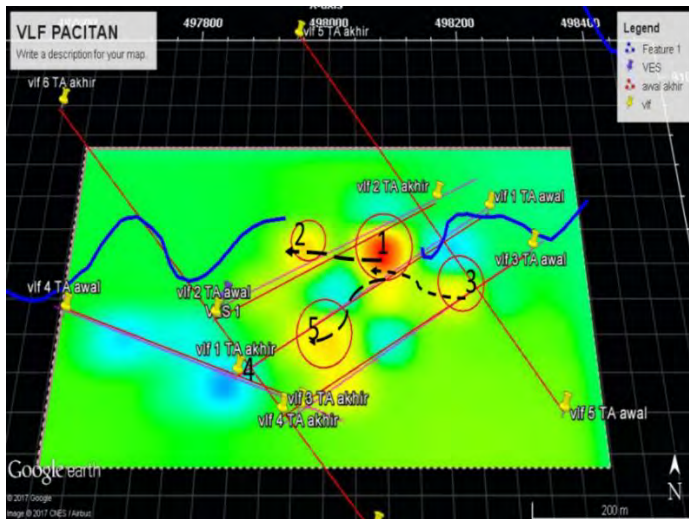 X-axis
497800
498000
498200
498400
VLF PACITAN
Write a description for your map.
Legend
Feature 1
VES
awal akhir
vlf
vlf 5 TA akhir
vlf 6 TA akhir
vlf 2 TA akhir
vlf 1 TA awal
2
1
vlf 3 TA awal
3
vlf 4 TA awal
vlf 2 TA awal
VES 1
5
vlf 1 TA akhir
4
vlf 3 TA akhir
vlf 4 TA akhir
vlf 5 TA awal
Google earth
© 2017 Google
Image © 2017 CNES / Airbus
N
200 m